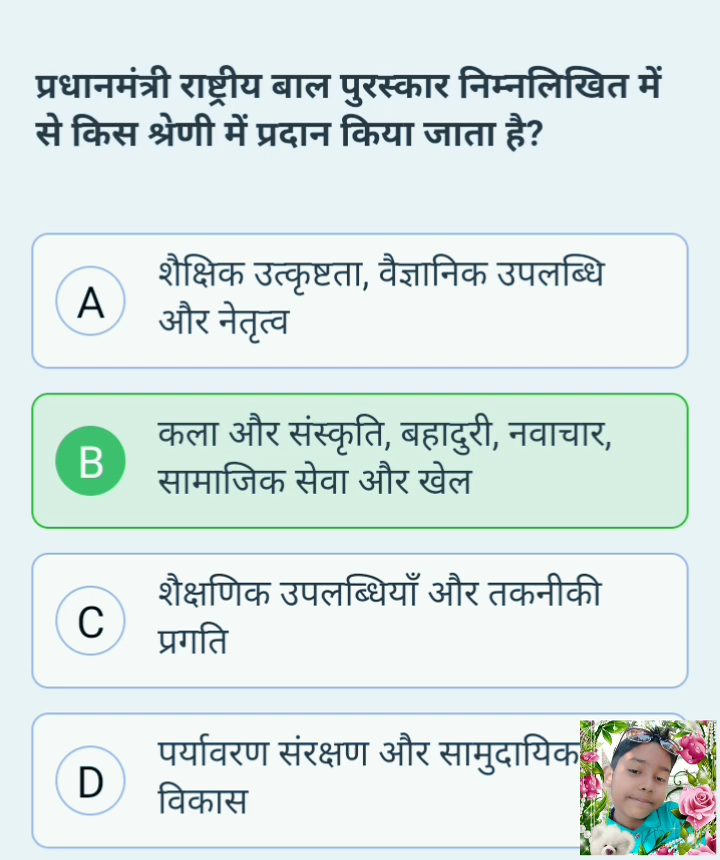 प्रधानमंत्री राष्ट्रीय बाल पुरस्कार निम्नलिखित में
से किस श्रेणी में प्रदान किया जाता है?
A
शैक्षिक उत्कृष्टता, वैज्ञानिक उपलब्धि
और नेतृत्व
B
कला और संस्कृति, बहादुरी, नवाचार,
सामाजिक सेवा और खेल
C
शैक्षणिक उपलब्धियाँ और तकनीकी
प्रगति
D
पर्यावरण संरक्षण और सामुदायिक
विकास